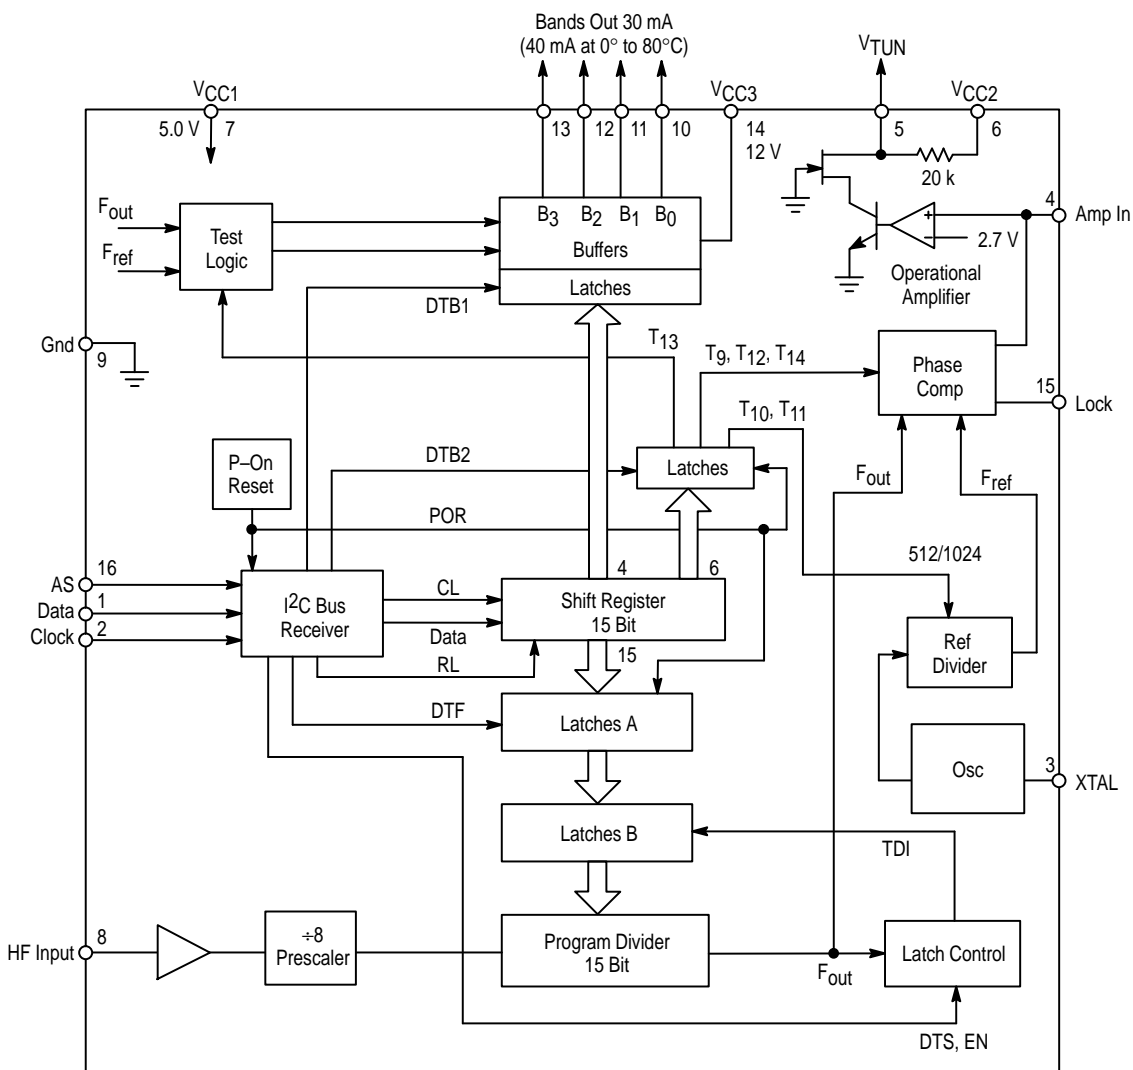 Bands Out 30 mA
(40 mA at 0° to 80°C)
VTUN
VCC1
VCC3
VCC2
5.0 V
7
13
12
11
10
14
12 V
5
6
20 k
4
Amp In
Fout
Fref
Test
Logic
B3
B2
B1
B0
Buffers
Latches
+
–
2.7 V
Operational
Amplifier
DTB1
Gnd
9
T13
T9, T12, T14
Phase
Comp
15
Lock
T10, T11
P–On
Reset
DTB2
Latches
Fout
Fref
POR
512/1024
AS
16
Data
1
Clock
2
I2C Bus
Receiver
CL
Data
RL
4
6
Shift Register
15 Bit
15
Ref
Divider
DTF
Latches A
Osc
3
XTAL
Latches B
TDI
HF Input
8
÷8
Prescaler
Program Divider
15 Bit
Fout
Latch Control
DTS, EN